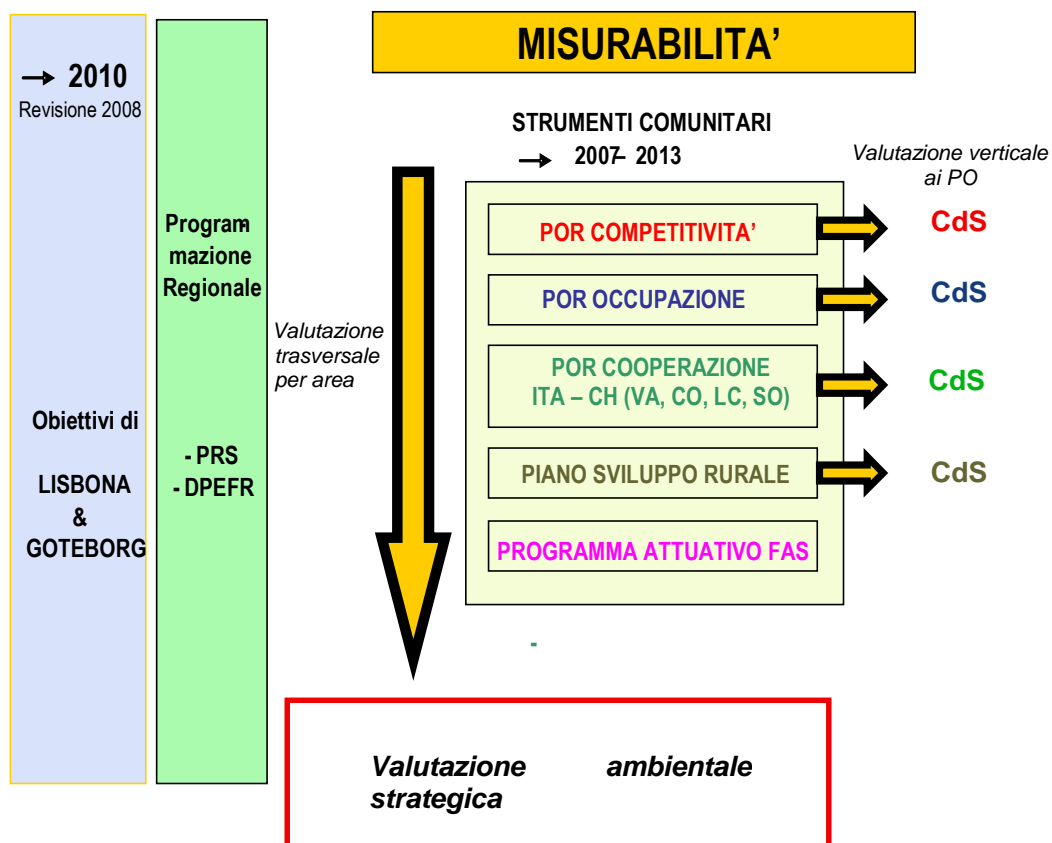 → 2010
Revisione 2008
Obiettivi di
LISBONA
&
GOTEBORG
Program-
mazione
Regionale
- PRS
- DPEFR
MISURABILITA’
STRUMENTI COMUNITARI
→ 2007– 2013
Valutazione verticale
ai PO
Valutazione
trasversale
per area
POR COMPETITIVITA’
CdS
POR OCCUPAZIONE
CdS
POR COOPERAZIONE
ITA – CH (VA, CO, LC, SO)
CdS
PIANO SVILUPPO RURALE
CdS
PROGRAMMA ATTUATIVO FAS
-
Valutazione ambientale
strategica